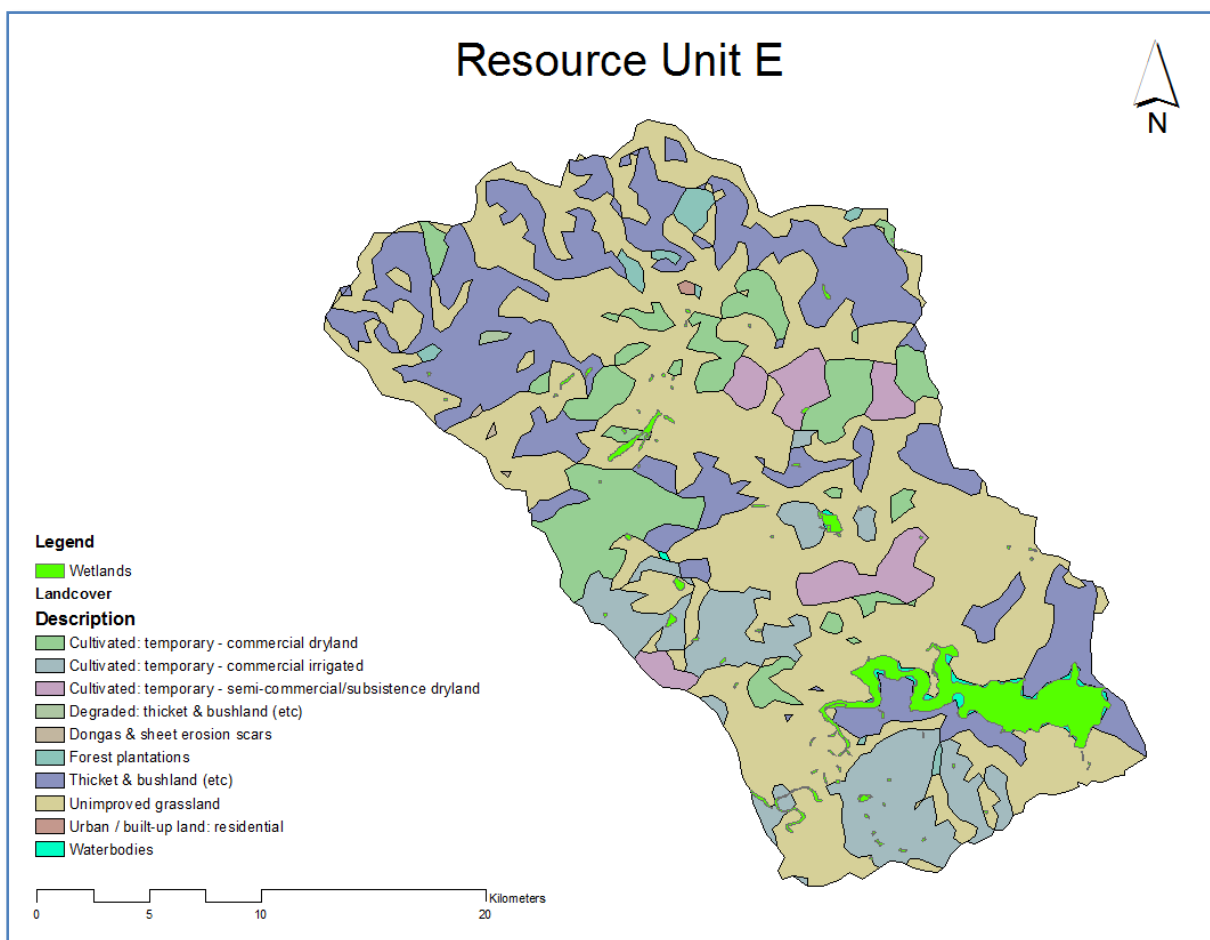 Resource Unit E
N
Legend
Wetlands
Landcover
Description
Cultivated: temporary - commercial dryland
Cultivated: temporary - commercial irrigated
Cultivated: temporary - semi-commercial/subsistence dryland
Degraded: thicket & bushland (etc)
Dongas & sheet erosion scars
Forest plantations
Thicket & bushland (etc)
Unimproved grassland
Urban / built-up land: residential
Waterbodies
Kilometers
0 5 10 20